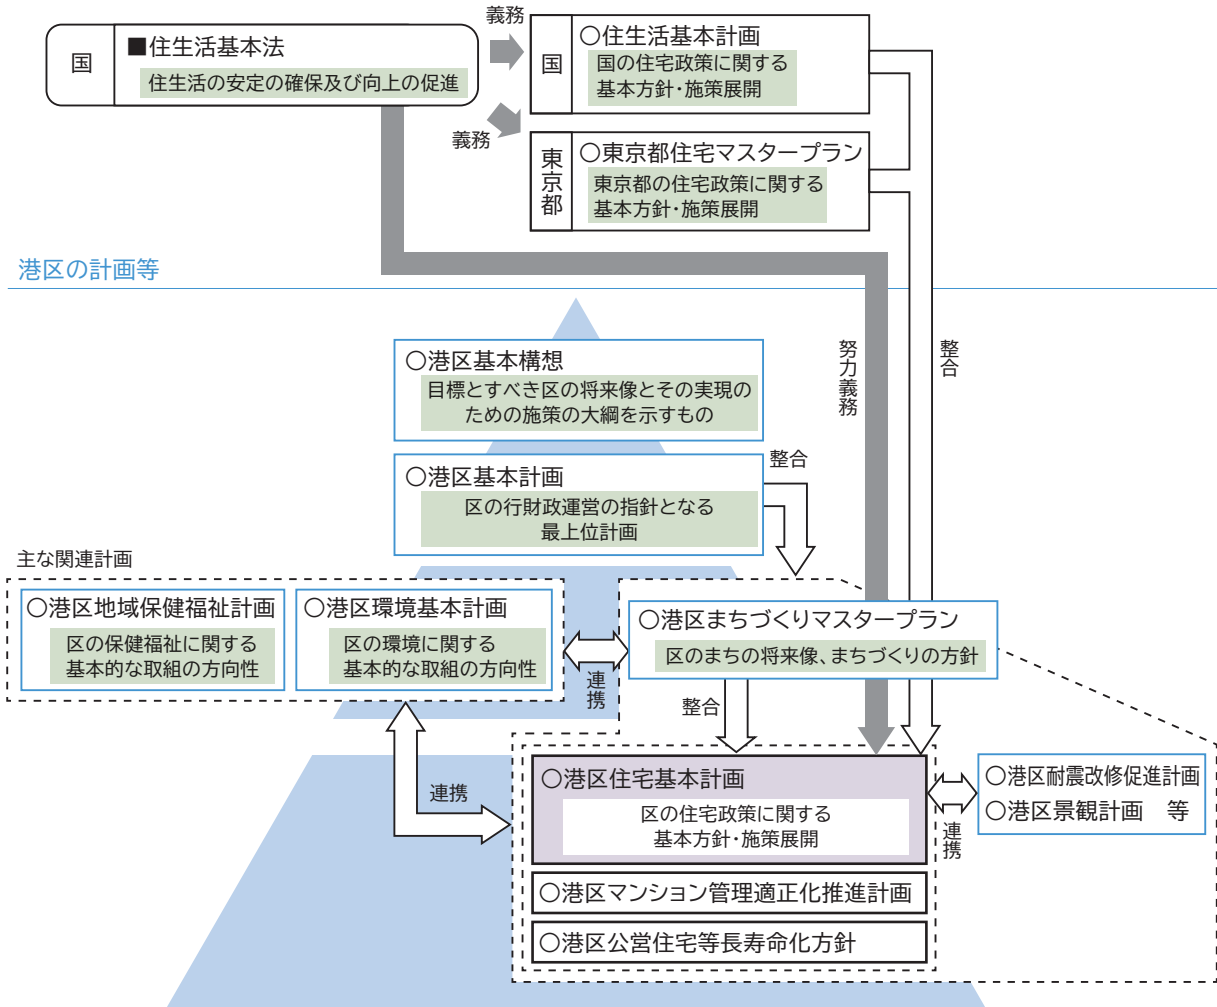 国
■住生活基本法
住生活の安定の確保及び向上の促進
義務
義務
国
○住生活基本計画
国の住宅政策に関する
基本方針・施策展開
東京都
○東京都住宅マスタープラン
東京都の住宅政策に関する
基本方針・施策展開
港区の計画等
○港区基本構想
目標とすべき区の将来像とその実現の
ための施策の大綱を示すもの
努力義務
整合
○港区基本計画
区の行財政運営の指針となる
最上位計画
整合
主な関連計画
○港区地域保健福祉計画
区の保健福祉に関する
基本的な取組の方向性
○港区環境基本計画
区の環境に関する
基本的な取組の方向性
連携
○港区まちづくりマスタープラン
区のまちの将来像、まちづくりの方針
整合
連携
○港区住宅基本計画
区の住宅政策に関する
基本方針・施策展開
連携
○港区耐震改修促進計画
○港区景観計画　等
○港区マンション管理適正化推進計画
○港区公営住宅等長寿命化方針